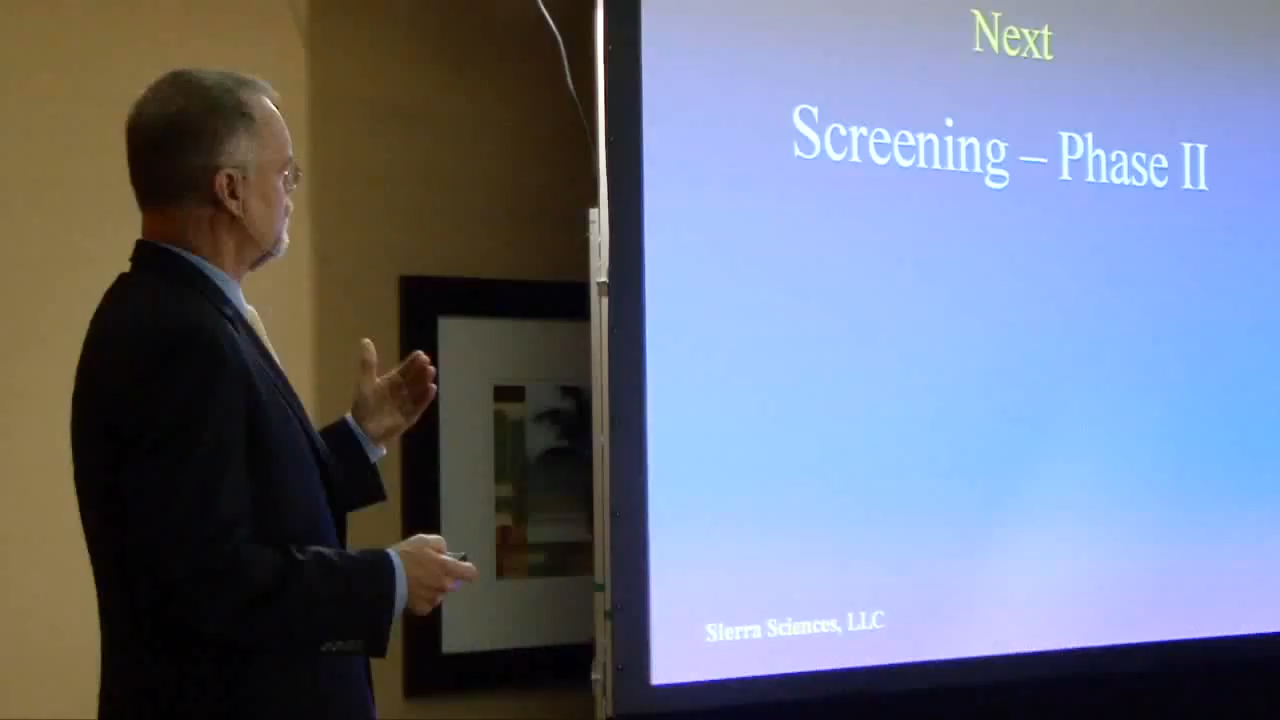 Next
Screening – Phase II
Sierra Sciences, LLC